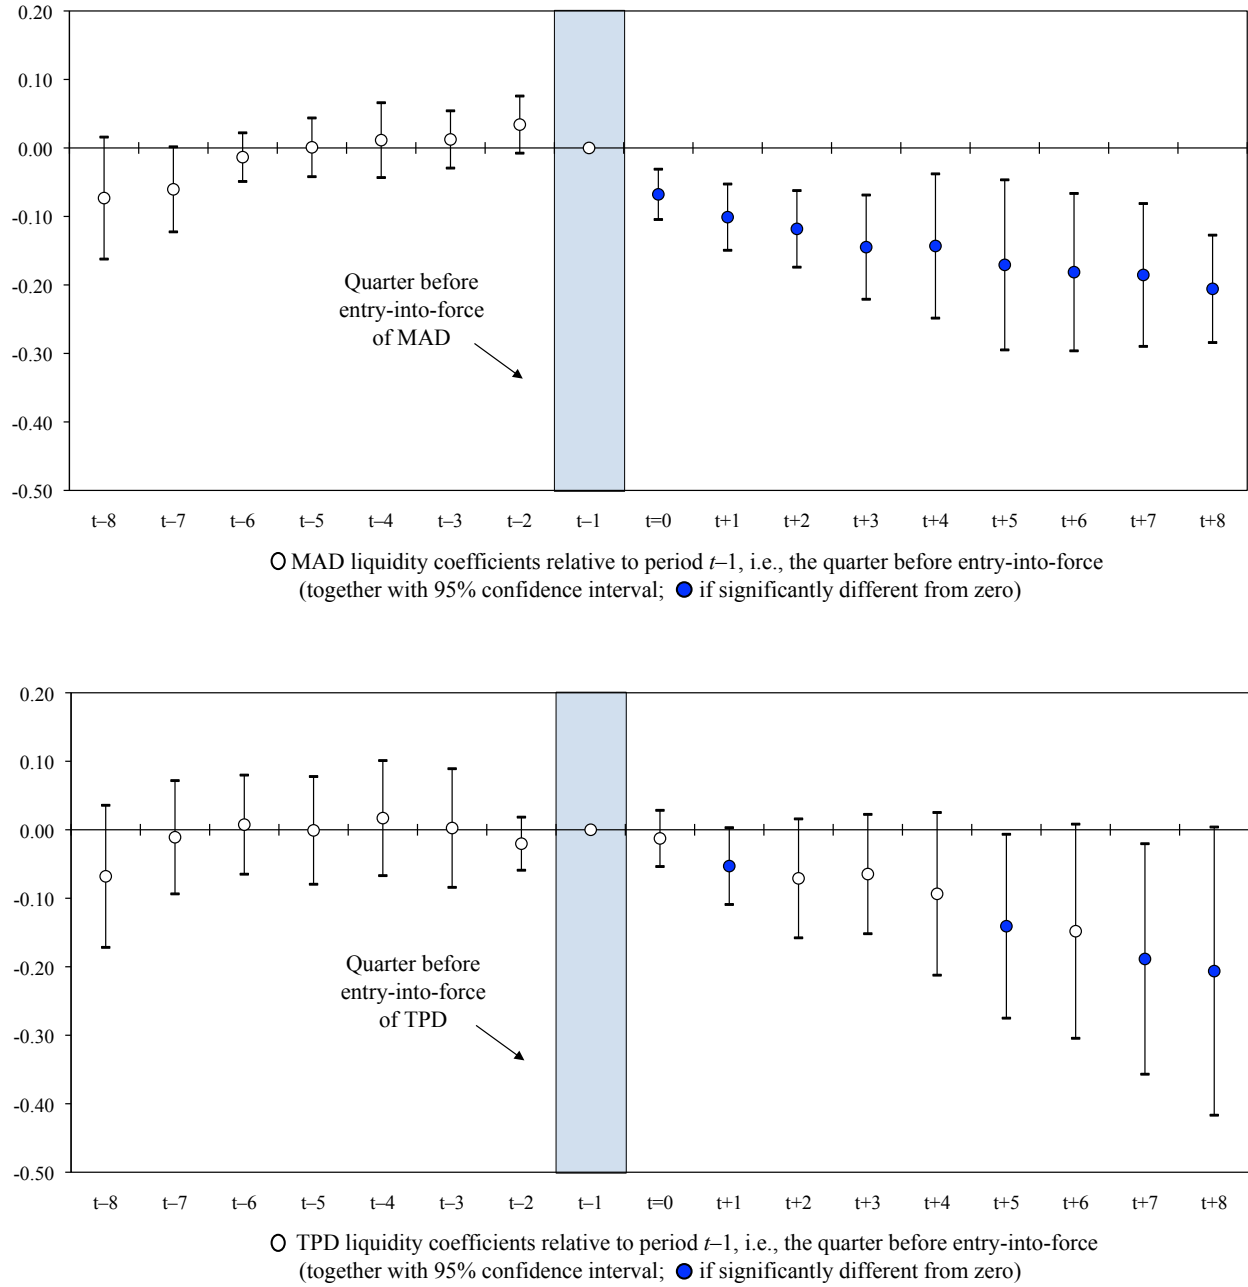 0.20
0.10
0.00
-0.10
-0.20
-0.30
-0.40
-0.50
Quarter before
entry-into-force
of MAD
t–8 t–7 t–6 t–5 t–4 t–3 t–2 t–1 t=0 t+1 t+2 t+3 t+4 t+5 t+6 t+7 t+8
MAD liquidity coefficients relative to period t–1, i.e., the quarter before entry-into-force
(together with 95% confidence interval; if significantly different from zero)
0.20
0.10
0.00
-0.10
-0.20
-0.30
-0.40
-0.50
Quarter before
entry-into-force
of TPD
t–8 t–7 t–6 t–5 t–4 t–3 t–2 t–1 t=0 t+1 t+2 t+3 t+4 t+5 t+6 t+7 t+8
TPD liquidity coefficients relative to period t–1, i.e., the quarter before entry-into-force
(together with 95% confidence interval; if significantly different from zero)